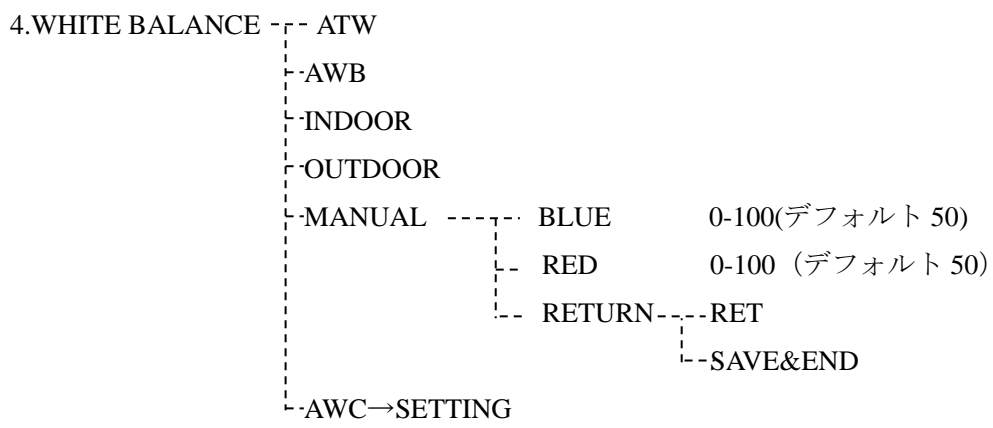 4.WHITE BALANCE ATW
AWB
INDOOR
OUTDOOR
MANUAL BLUE 0-100(デフォルト 50)
RED 0-100（デフォルト 50）
RETURN RET
SAVE&END
AWC→SETTING